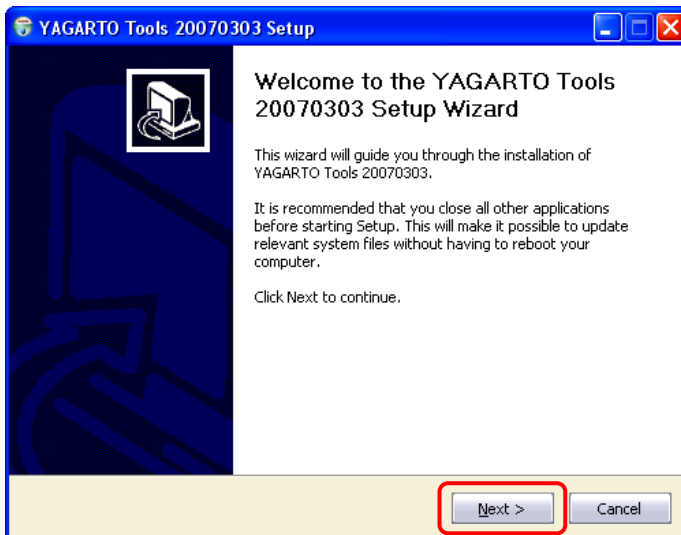 YAGARTO Tools 20070303 Setup
Welcome to the YAGARTO Tools
20070303 Setup Wizard
This wizard will guide you through the installation of
YAGARTO Tools 20070303.
It is recommended that you close all other applications
before starting Setup. This will make it possible to update
relevant system files without having to reboot your
computer.
Click Next to continue.
Next >
Cancel